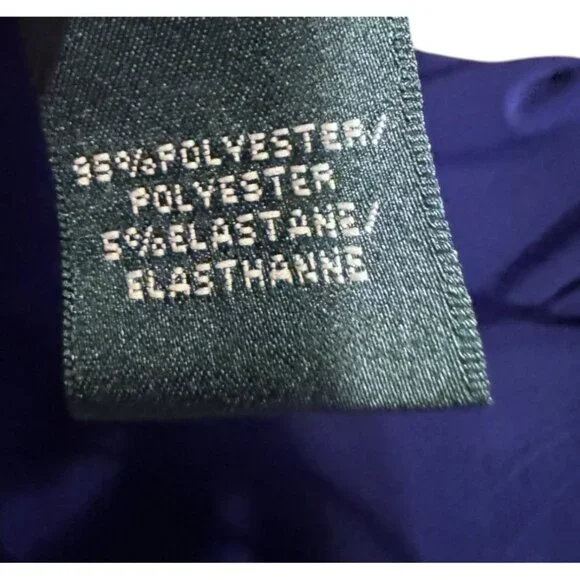 95%POLYESTER/
POLYESTER
5%ELASTANE/
ELASTHANNE